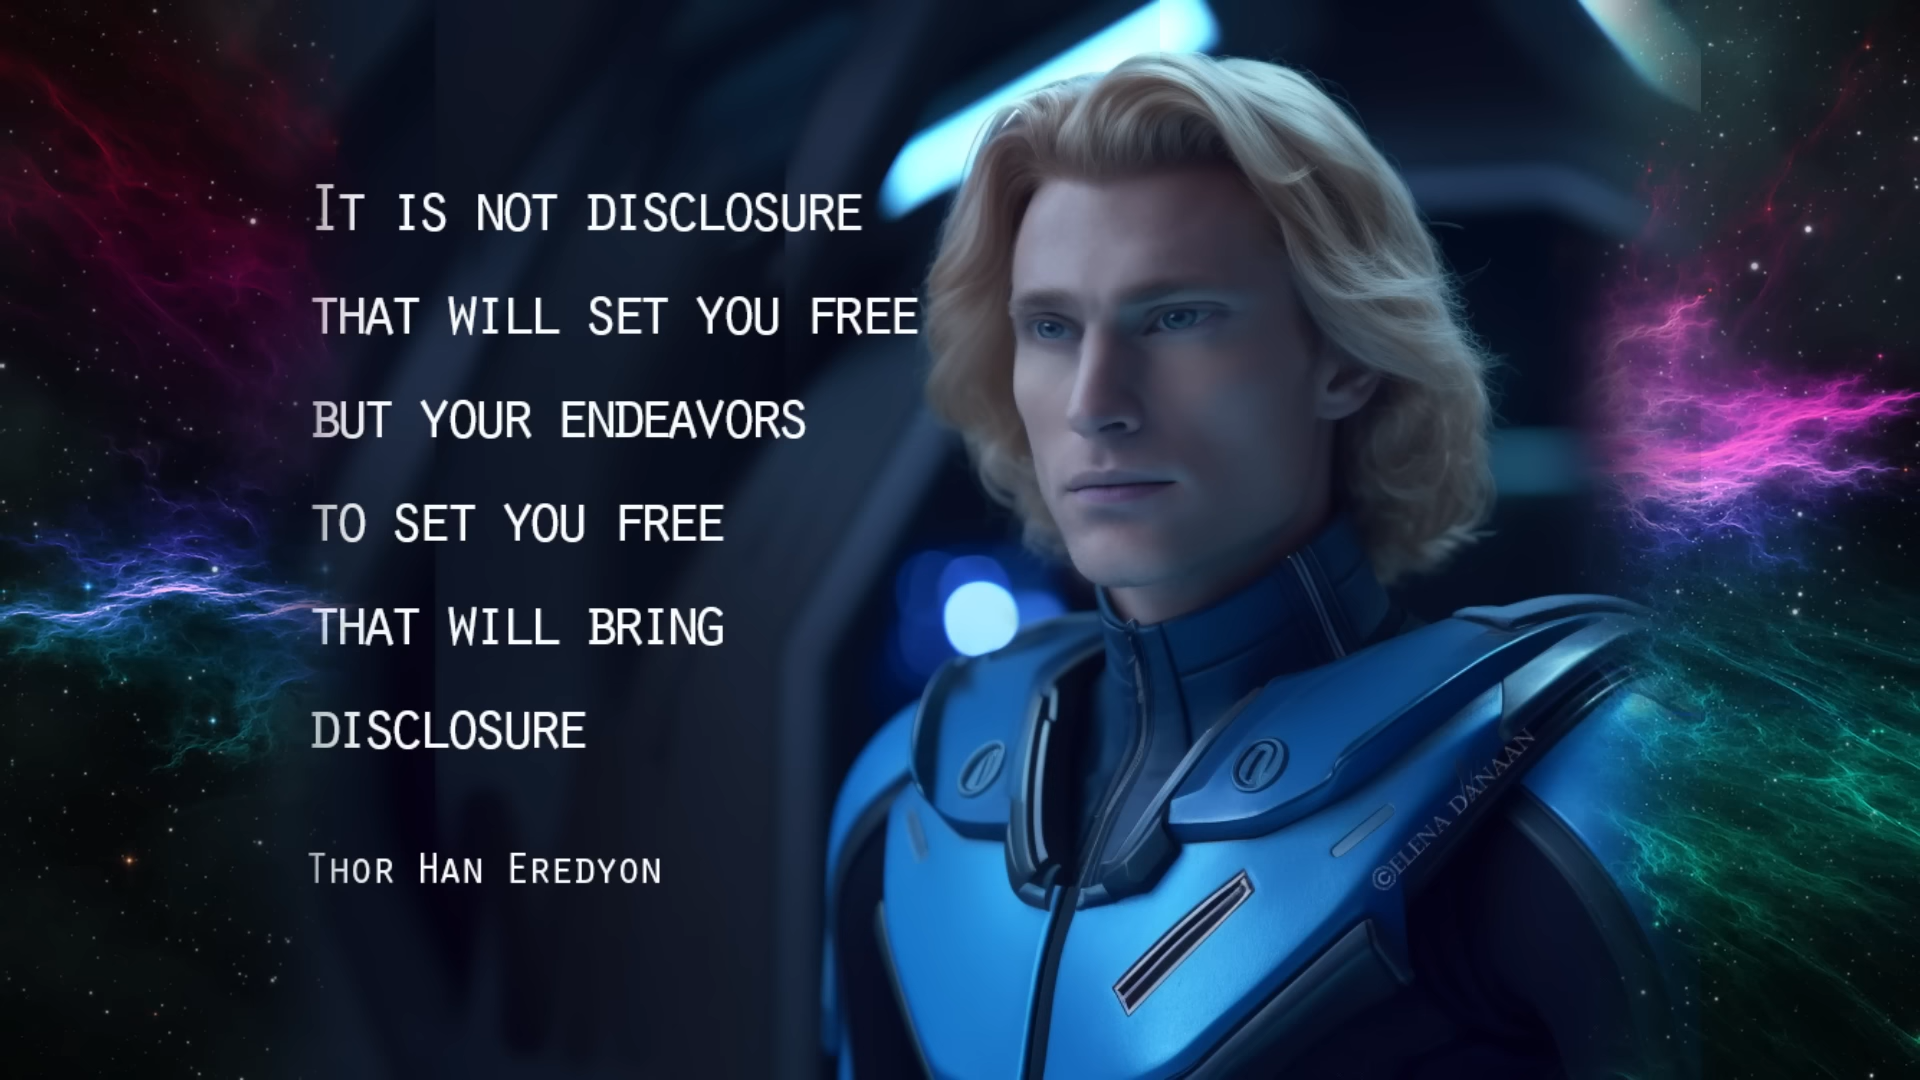 It is not disclosure
that will set you free
but your endeavors
to set you free
that will bring
disclosure
Thor Han Eredyon
©ELENA DANAAN